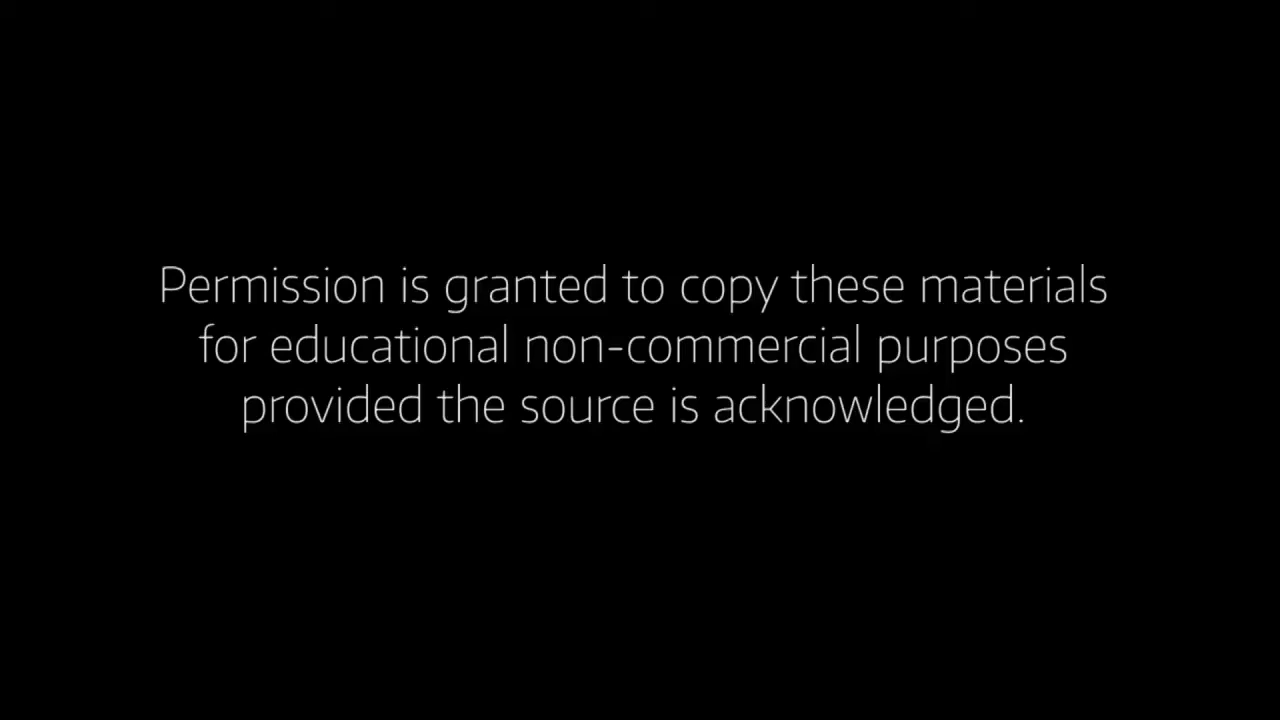 Permission is granted to copy these materials
for educational non-commercial purposes
provided the source is acknowledged.